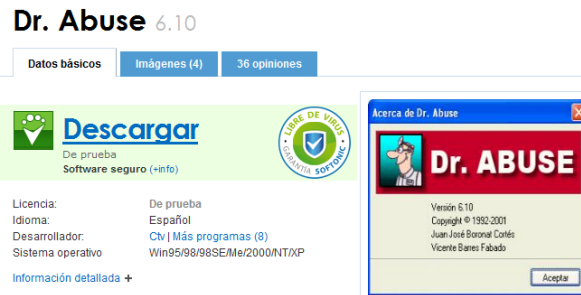 Dr. Abuse 6.10
Datos básicos
Imágenes (4)
36 opiniones
Descargar
De prueba
Software seguro (+info)
LIBRE DE VIRUS
GARANTÍA SOFTONIC
Licencia: De prueba
Idioma: Español
Desarrollador: Ctv | Más programas (8)
Sistema operativo Win95/98/98SE/Me/2000/NT/XP
Información detallada +
Acerca de Dr. Abuse
Dr. ABUSE
Versión 6.10
Copyright © 1992-2001
Juan José Boronat Cortés
Vicente Barres Fabado
Aceptar